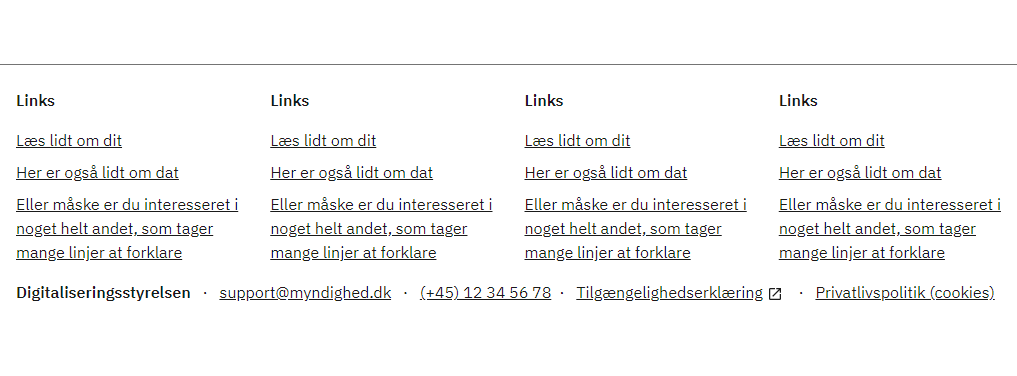 Links
Læs lidt om dit
Her er også lidt om dat
Eller måske er du interesseret i
noget helt andet, som tager
mange linjer at forklare
Links
Læs lidt om dit
Her er også lidt om dat
Eller måske er du interesseret i
noget helt andet, som tager
mange linjer at forklare
Links
Læs lidt om dit
Her er også lidt om dat
Eller måske er du interesseret i
noget helt andet, som tager
mange linjer at forklare
Links
Læs lidt om dit
Her er også lidt om dat
Eller måske er du interesseret i
noget helt andet, som tager
mange linjer at forklare
Digitaliseringsstyrelsen · support@myndighed.dk · (+45) 12 34 56 78 · Tilgængelighedserklæring · Privatlivspolitik (cookies)